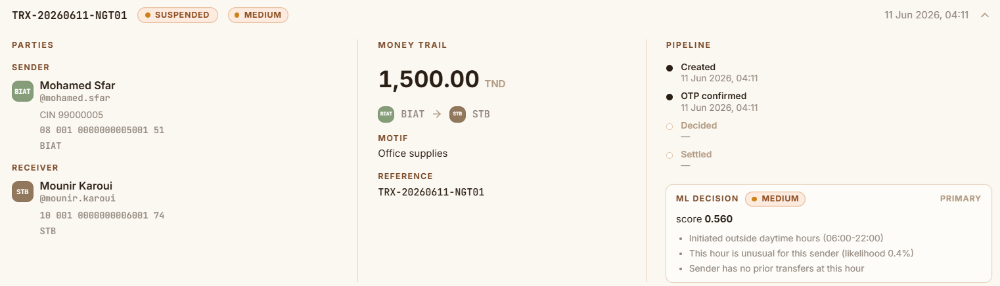 TRX-20260611-NGT01 SUSPENDED MEDIUM 11 Jun 2026, 04:11
PARTIES
SENDER
BIAT Mohamed Sfar
@mohamed.sfar
CIN 99000005
08 001 0000000005001 51
BIAT
RECEIVER
STB Mounir Karoui
@mounir.karoui
10 001 0000000006001 74
STB
MONEY TRAIL
1,500.00 TND
BIAT BIAT → STB STB
MOTIF
Office supplies
REFERENCE
TRX-20260611-NGT01
PIPELINE
Created
11 Jun 2026, 04:11
OTP confirmed
11 Jun 2026, 04:11
Decided
—
Settled
—
ML DECISION MEDIUM PRIMARY
score 0.560
• Initiated outside daytime hours (06:00-22:00)
• This hour is unusual for this sender (likelihood 0.4%)
• Sender has no prior transfers at this hour